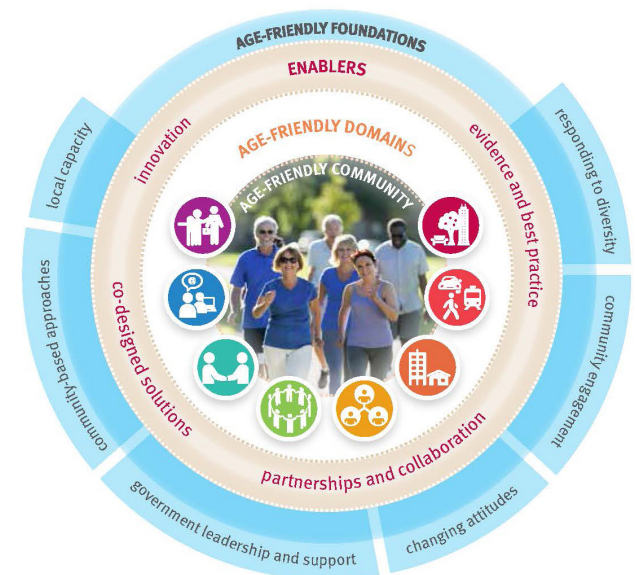 AGE-FRIENDLY FOUNDATIONS
ENABLERS
AGE-FRIENDLY DOMAINS
AGE-FRIENDLY COMMUNITY
innovation
evidence and best practice
co-designed solutions
partnerships and collaboration
local capacity
responding to diversity
community-based approaches
community engagement
government leadership and support
changing attitudes